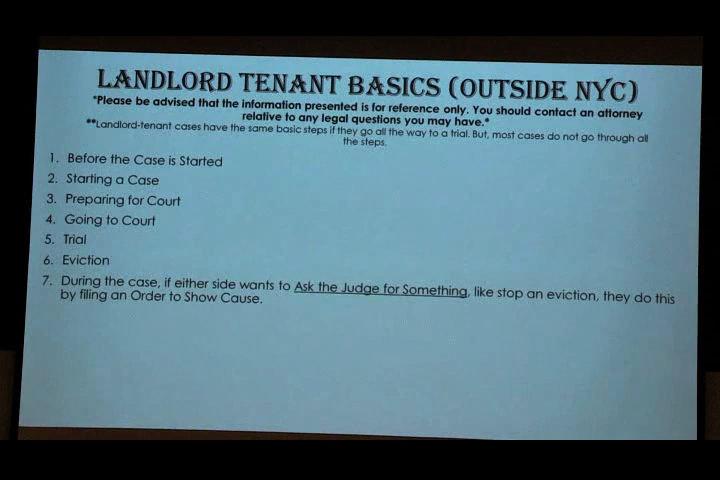 LANDLORD TENANT BASICS (OUTSIDE NYC)
*Please be advised that the information presented is for reference only. You should contact an attorney
relative to any legal questions you may have.*
**Landlord-tenant cases have the same basic steps if they go all the way to a trial. But, most cases do not go through all
the steps.
1. Before the Case is Started
2. Starting a Case
3. Preparing for Court
4. Going to Court
5. Trial
6. Eviction
7. During the case, if either side wants to Ask the Judge for Something, like stop an eviction, they do this
by filing an Order to Show Cause.